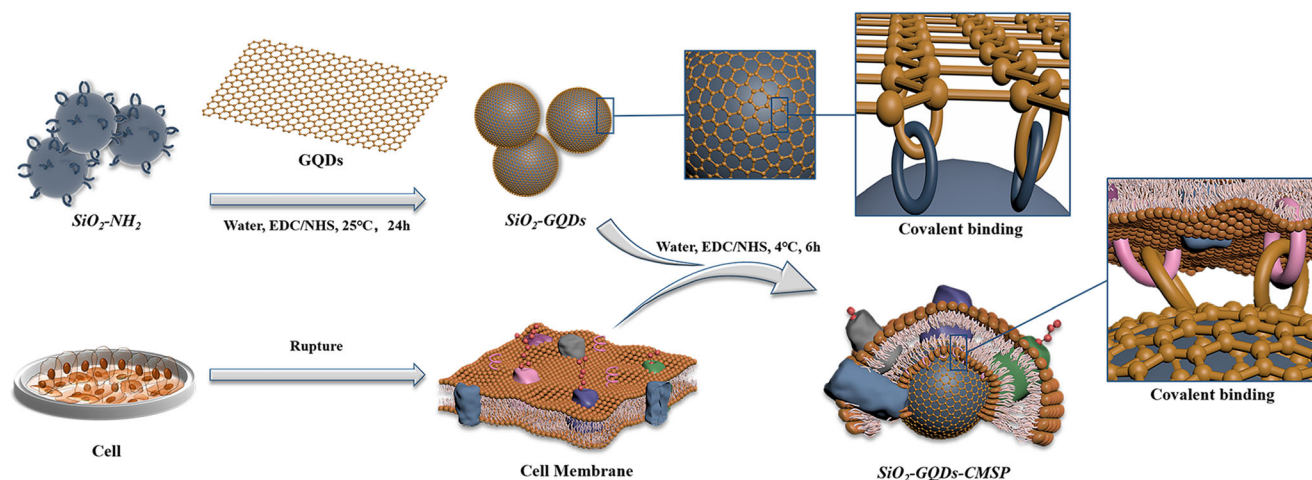 GQDs
SiO₂-NH₂
Water, EDC/NHS, 25℃, 24h
SiO₂-GQDs
Covalent binding
Water, EDC/NHS, 4℃, 6h
Rupture
Cell
Cell Membrane
SiO₂-GQDs-CMSP
Covalent binding